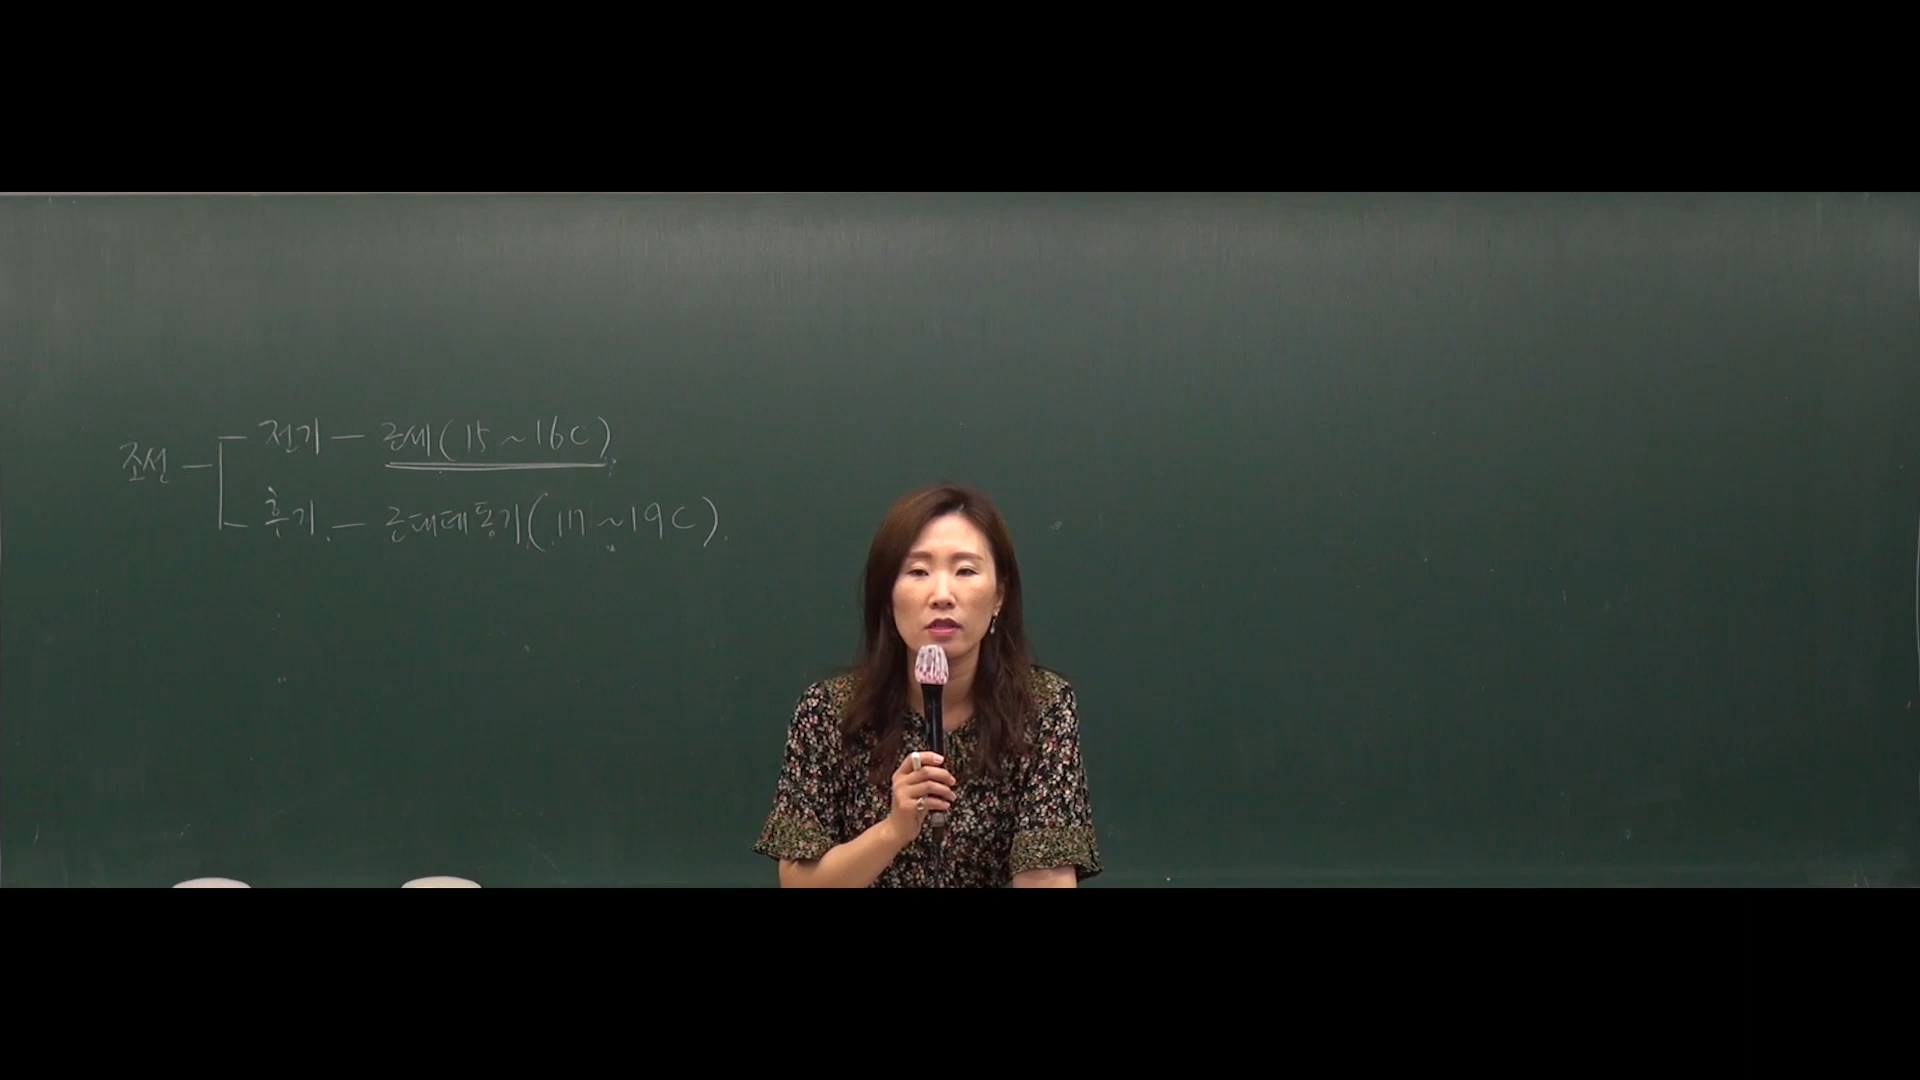 조선 전기 — 근세(15~16C)
후기 — 근대태동기(17~19C)